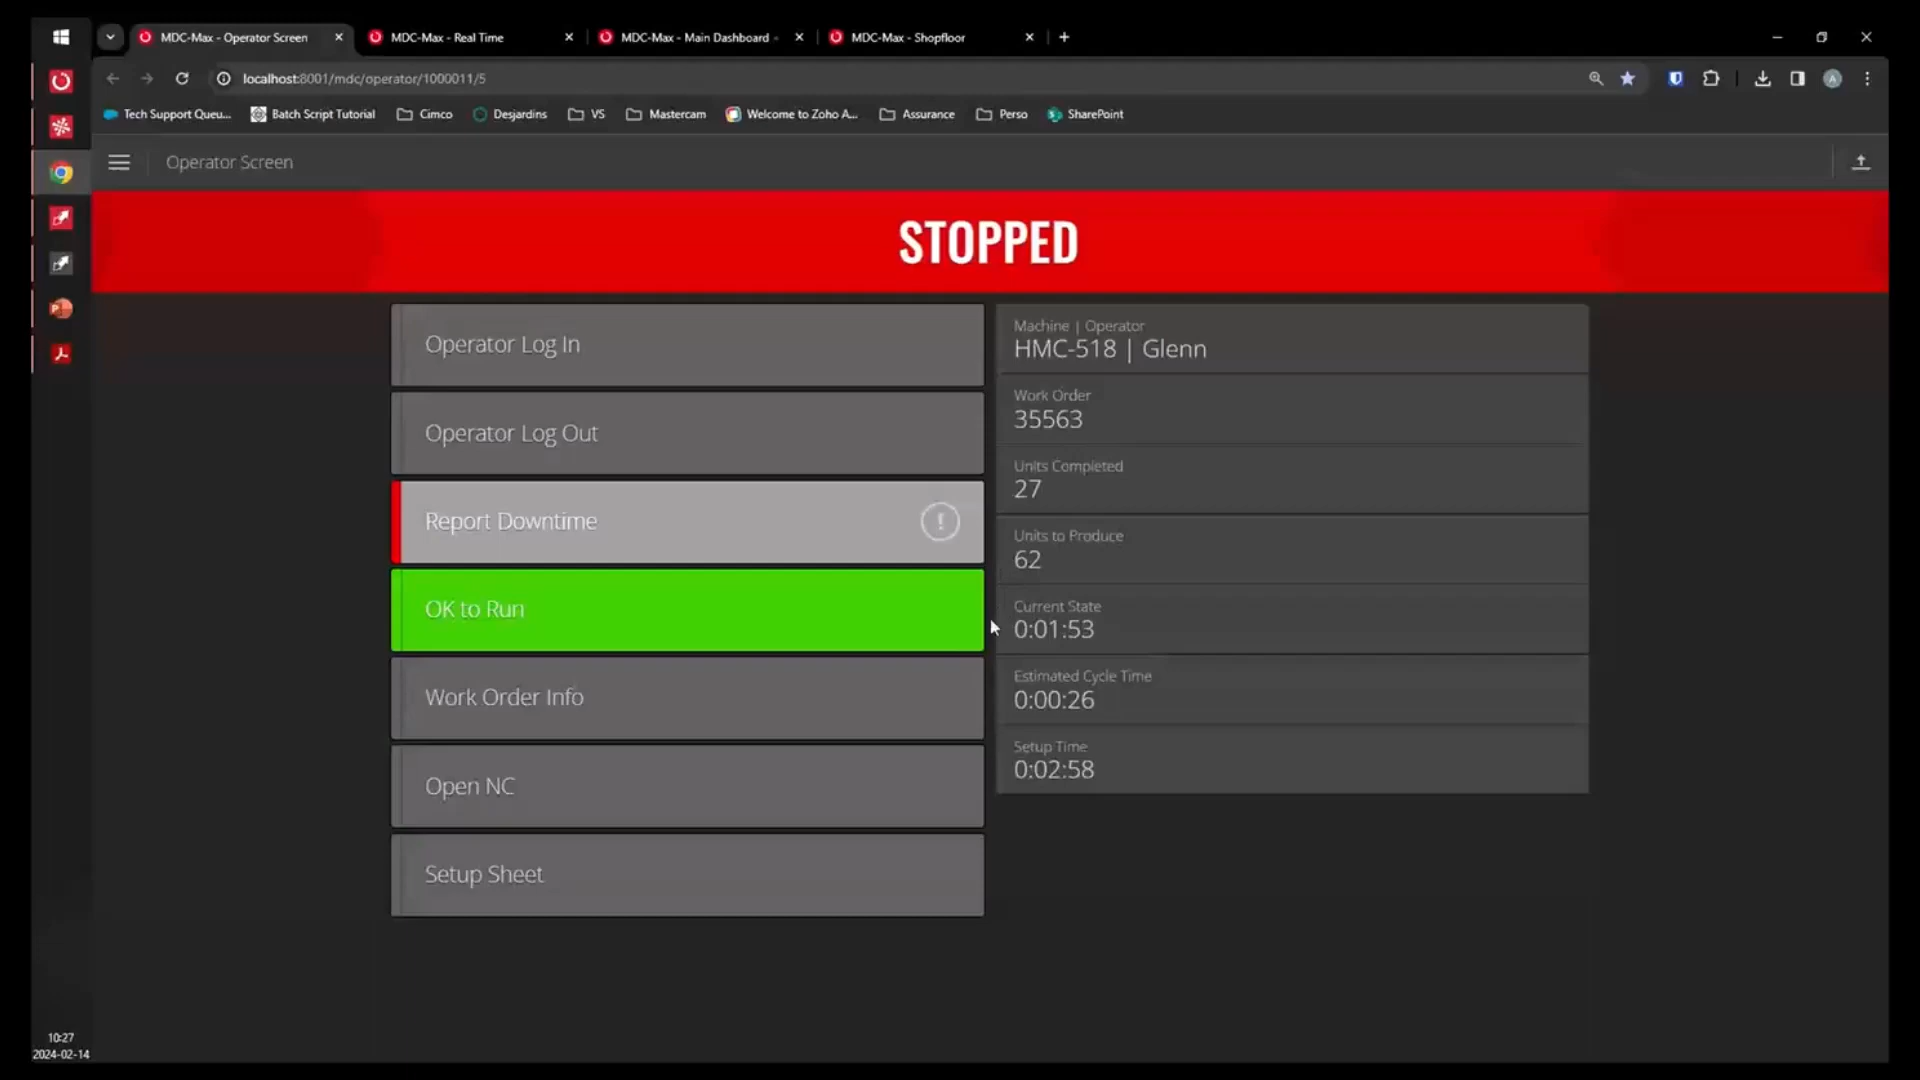 MDC-Max - Operator Screen
MDC-Max - Real Time
MDC-Max - Main Dashboard -
MDC-Max - Shopfloor
localhost:8001/mdc/operator/1000011/5
Tech Support Queu...
Batch Script Tutorial
Cimco
Desjardins
VS
Mastercam
Welcome to Zoho A...
Assurance
Perso
SharePoint
Operator Screen
STOPPED
Operator Log In
Operator Log Out
Report Downtime
!
OK to Run
Work Order Info
Open NC
Setup Sheet
Machine | Operator
HMC-518 | Glenn
Work Order
35563
Units Completed
27
Units to Produce
62
Current State
0:01:53
Estimated Cycle Time
0:00:26
Setup Time
0:02:58
10:27
2024-02-14